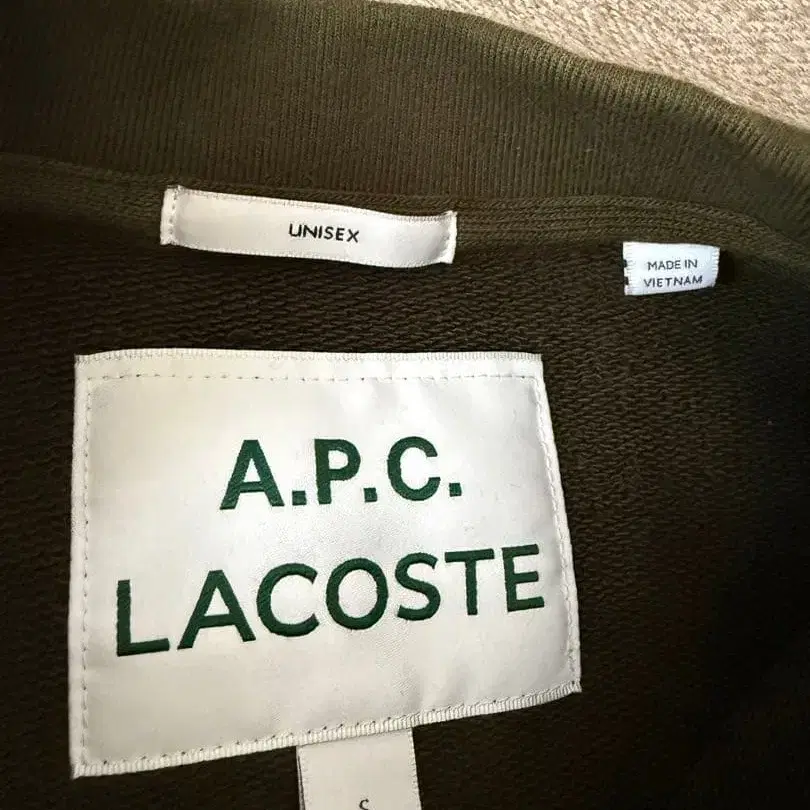 UNISEX
MADE IN
VIETNAM
A.P.C.
LACOSTE
S